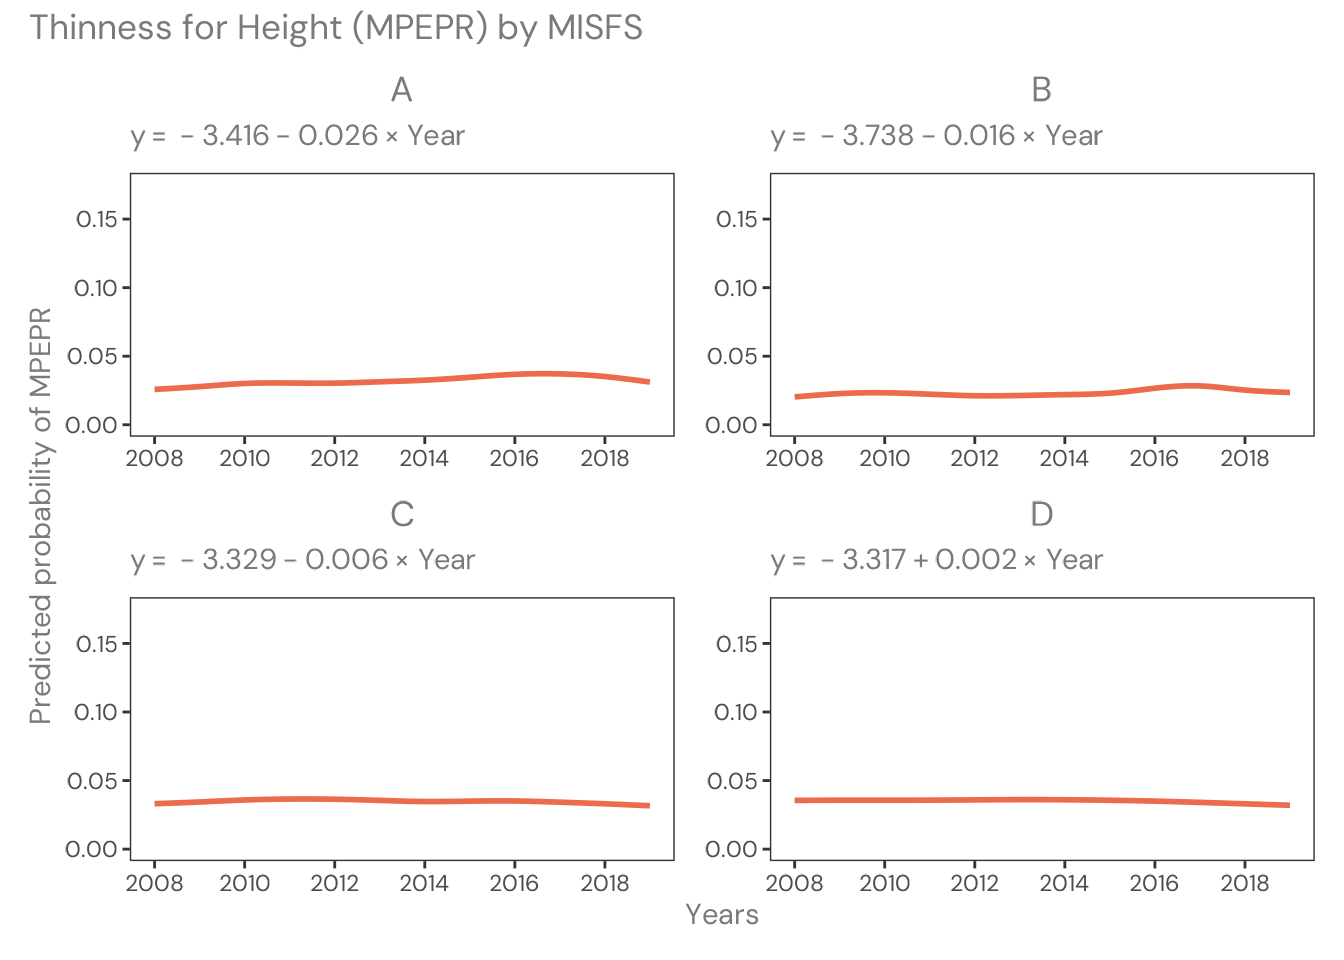 Thinness for Height (MPEPR) by MISFS
A
y = − 3.416 − 0.026 × Year
0.15
0.10
0.05
0.00
2008 2010 2012 2014 2016 2018
B
y = − 3.738 − 0.016 × Year
0.15
0.10
0.05
0.00
2008 2010 2012 2014 2016 2018
Predicted probability of MPEPR
C
y = − 3.329 − 0.006 × Year
0.15
0.10
0.05
0.00
2008 2010 2012 2014 2016 2018
D
y = − 3.317 + 0.002 × Year
0.15
0.10
0.05
0.00
2008 2010 2012 2014 2016 2018
Years